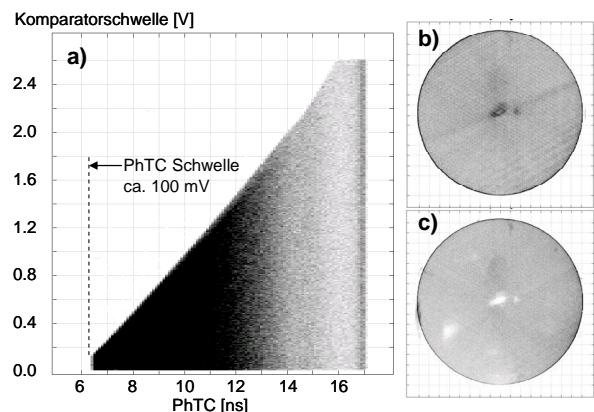 Komparatorschwelle [V]
a)
2.4
2.0
1.6
1.2
0.8
0.4
0.0
PhTC Schwelle
ca. 100 mV
6 8 10 12 14 16
PhTC [ns]
b)
c)